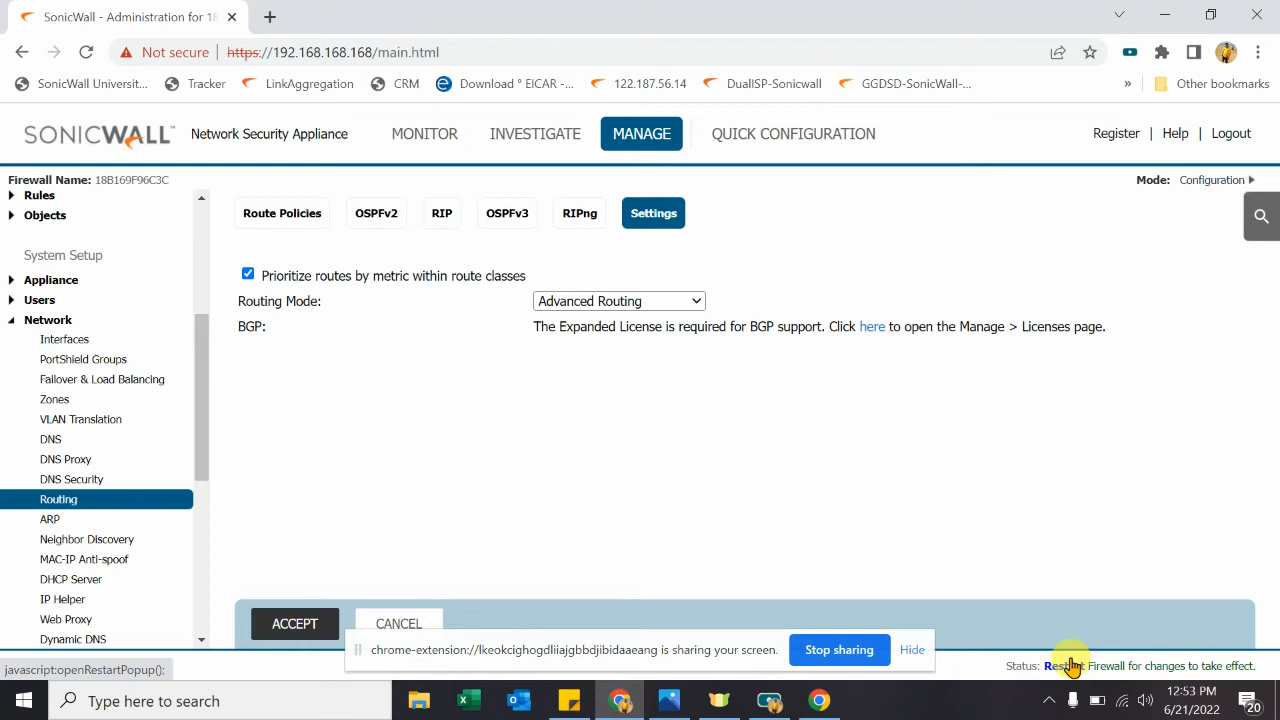 SonicWall - Administration for 18
Not secure https://192.168.168.168/main.html
SonicWall Universit... Tracker LinkAggregation CRM Download ° EICAR -... 122.187.56.14 DualISP-Sonicwall GGDSD-SonicWall-... » Other bookmarks
SONICWALL Network Security Appliance MONITOR INVESTIGATE MANAGE QUICK CONFIGURATION Register | Help | Logout
Firewall Name: 18B169F96C3C Mode: Configuration
Rules
Objects
System Setup
Appliance
Users
Network
Interfaces
PortShield Groups
Failover & Load Balancing
Zones
VLAN Translation
DNS
DNS Proxy
DNS Security
Routing
ARP
Neighbor Discovery
MAC-IP Anti-spoof
DHCP Server
IP Helper
Web Proxy
Dynamic DNS
Route Policies OSPFv2 RIP OSPFv3 RIPng Settings
Prioritize routes by metric within route classes
Routing Mode: Advanced Routing
BGP: The Expanded License is required for BGP support. Click here to open the Manage > Licenses page.
ACCEPT CANCEL
chrome-extension://lkeokcighogdliiajgbbdjibidaaeang is sharing your screen. Stop sharing Hide
javascript:openRestartPopup();
Status: Restart Firewall for changes to take effect.
Type here to search
12:53 PM
6/21/2022
20